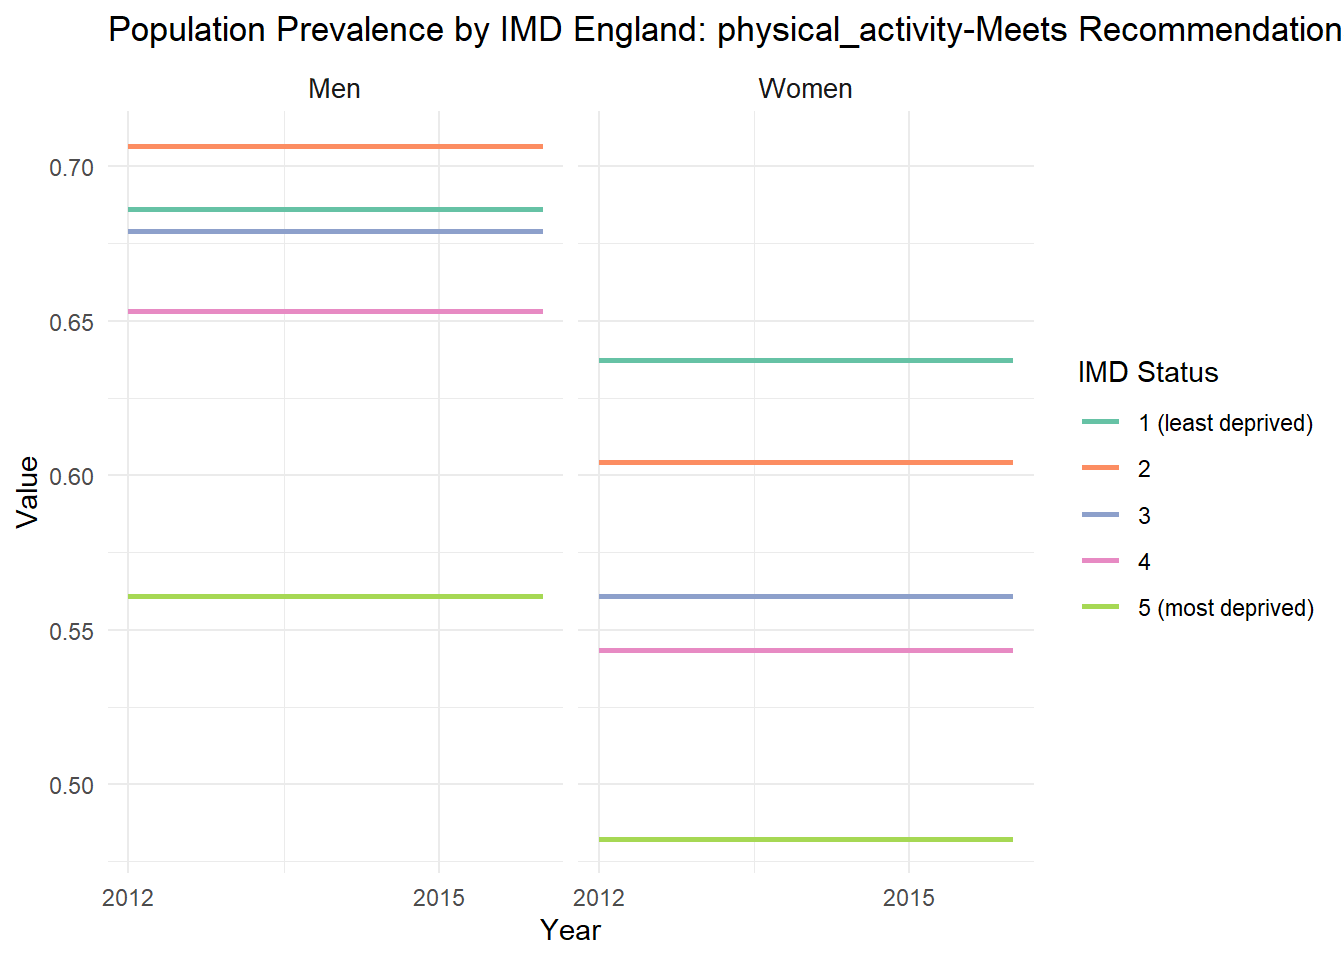 Population Prevalence by IMD England: physical_activity-Meets Recommendation
Men
Women
0.70
0.65
0.60
0.55
0.50
Value
2012
2015
2012
2015
Year
IMD Status
1 (least deprived)
2
3
4
5 (most deprived)